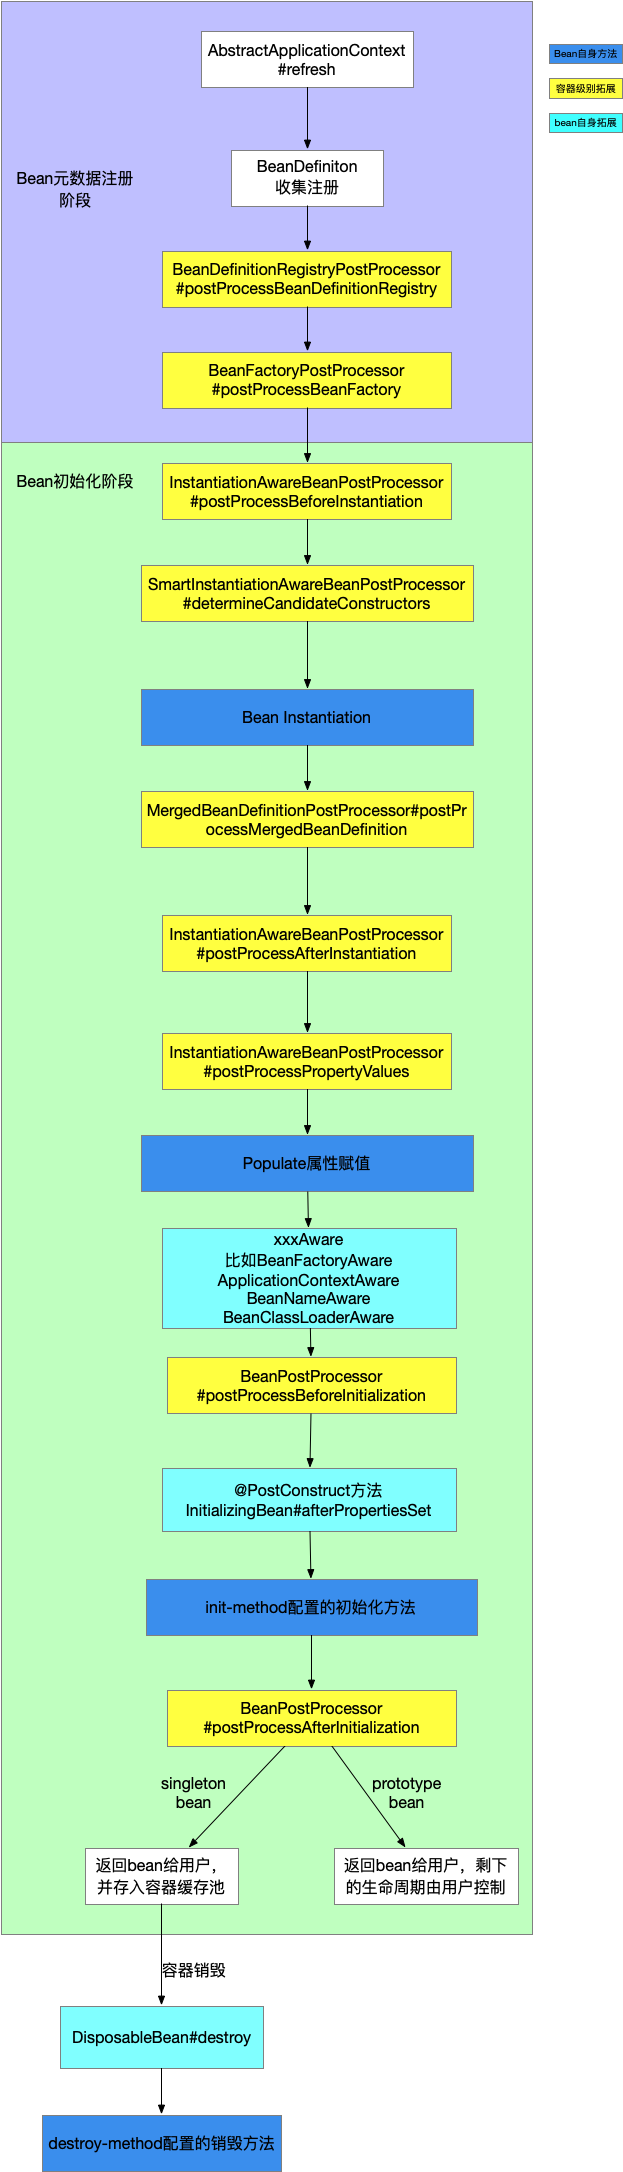 AbstractApplicationContext
#refresh
Bean自身方法
容器级别拓展
bean自身拓展
Bean元数据注册
阶段
BeanDefiniton
收集注册
BeanDefinitionRegistryPostProcessor
#postProcessBeanDefinitionRegistry
BeanFactoryPostProcessor
#postProcessBeanFactory
Bean初始化阶段
InstantiationAwareBeanPostProcessor
#postProcessBeforeInstantiation
SmartInstantiationAwareBeanPostProcessor
#determineCandidateConstructors
Bean Instantiation
MergedBeanDefinitionPostProcessor#postPr
ocessMergedBeanDefinition
InstantiationAwareBeanPostProcessor
#postProcessAfterInstantiation
InstantiationAwareBeanPostProcessor
#postProcessPropertyValues
Populate属性赋值
xxxAware
比如BeanFactoryAware
ApplicationContextAware
BeanNameAware
BeanClassLoaderAware
BeanPostProcessor
#postProcessBeforeInitialization
@PostConstruct方法
InitializingBean#afterPropertiesSet
init-method配置的初始化方法
BeanPostProcessor
#postProcessAfterInitialization
singleton
bean
prototype
bean
返回bean给用户，
并存入容器缓存池
返回bean给用户，剩下
的生命周期由用户控制
容器销毁
DisposableBean#destroy
destroy-method配置的销毁方法